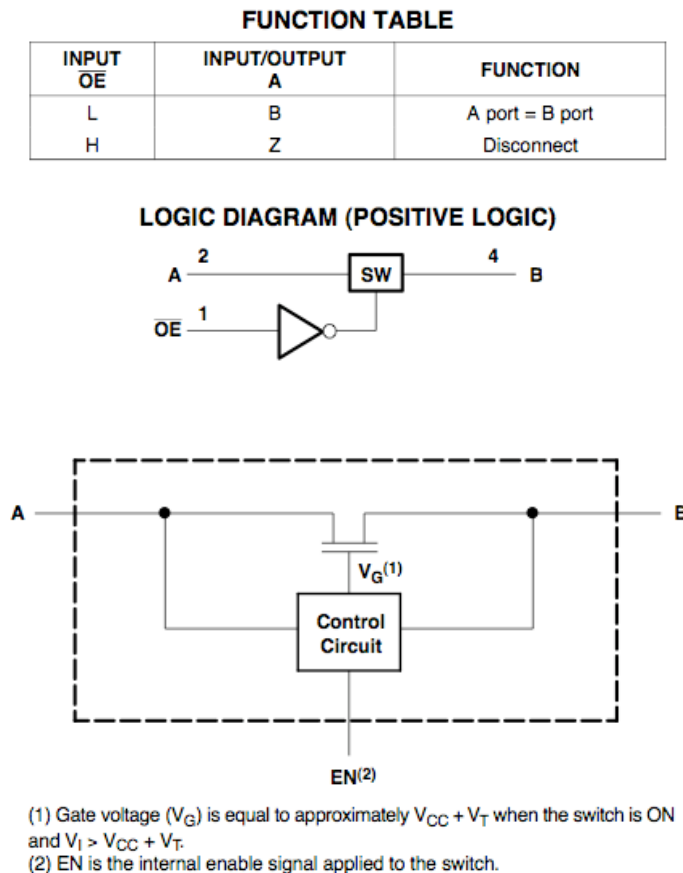 FUNCTION TABLE
INPUT OE INPUT/OUTPUT A FUNCTION
L B A port = B port
H Z Disconnect
LOGIC DIAGRAM (POSITIVE LOGIC)
A 2 SW 4 B
OE 1
A B
VG(1)
Control
Circuit
EN(2)
(1) Gate voltage (VG) is equal to approximately VCC + VT when the switch is ON
and VI > VCC + VT.
(2) EN is the internal enable signal applied to the switch.